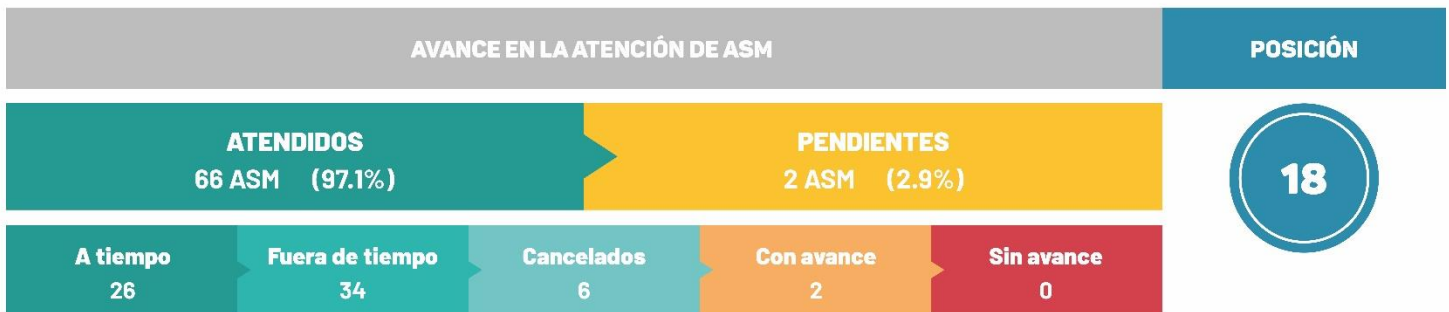 AVANCE EN LA ATENCIÓN DE ASM
POSICIÓN
ATENDIDOS
66 ASM (97.1%)
PENDIENTES
2 ASM (2.9%)
18
A tiempo
26
Fuera de tiempo
34
Cancelados
6
Con avance
2
Sin avance
0